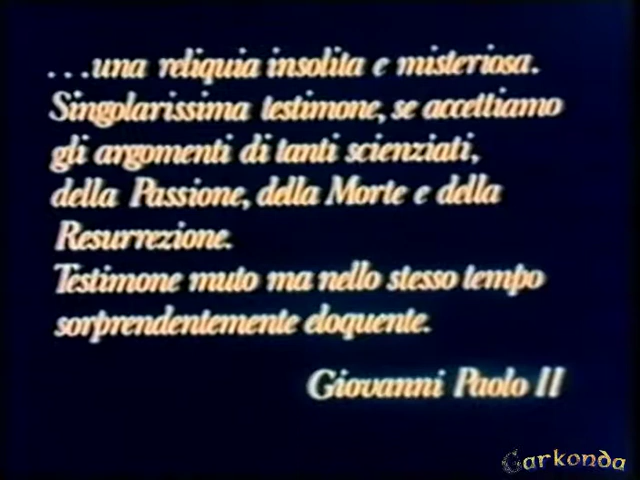 ...una reliquia insolita e misteriosa.
Singolarissima testimone, se accettiamo
gli argomenti di tanti scienziati,
della Passione, della Morte e della
Resurrezione.
Testimone muto ma nello stesso tempo
sorprendentemente eloquente.
Giovanni Paolo II
Garkonda